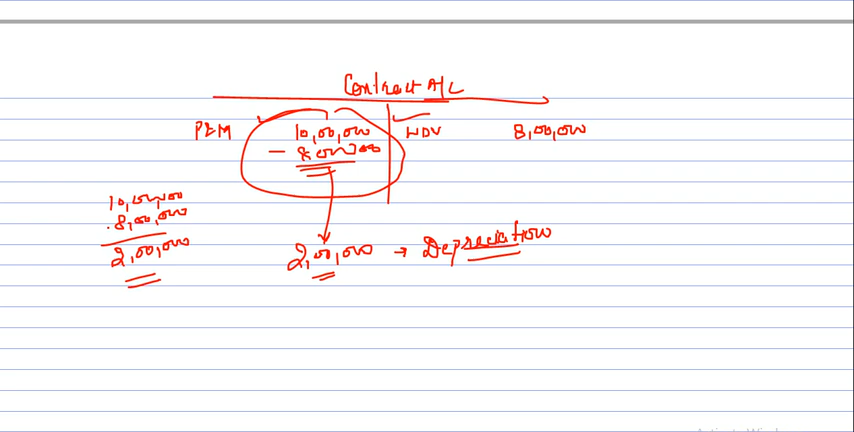 Contract A/C
P&M 10,00,000 WDV 8,00,000
- 8,00,000
10,00,000
- 8,00,000
2,00,000
2,00,000 → Depreciation